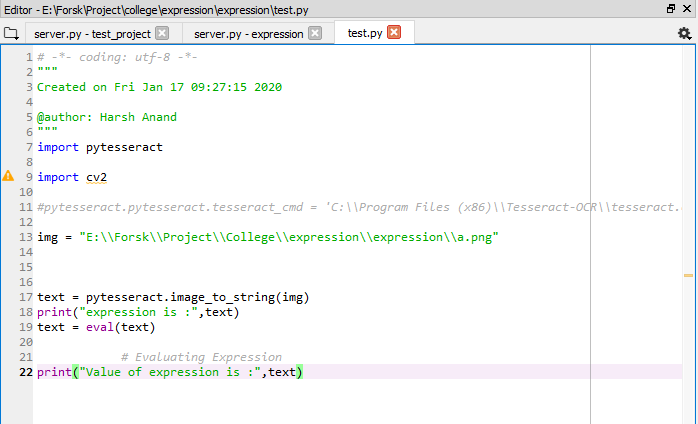 Editor - E:\Forsk\Project\college\expression\expression\test.py
server.py - test_project
server.py - expression
test.py
1 # -*- coding: utf-8 -*-
2 """
3 Created on Fri Jan 17 09:27:15 2020
4
5 @author: Harsh Anand
6 """
7 import pytesseract
8
9 import cv2
10
11 #pytesseract.pytesseract.tesseract_cmd = 'C:\\Program Files (x86)\\Tesseract-OCR\\tesseract.
12
13 img = "E:\\Forsk\\Project\\College\\expression\\expression\\a.png"
14
15
16
17 text = pytesseract.image_to_string(img)
18 print("expression is :",text)
19 text = eval(text)
20
21 # Evaluating Expression
22 print("Value of expression is :",text)